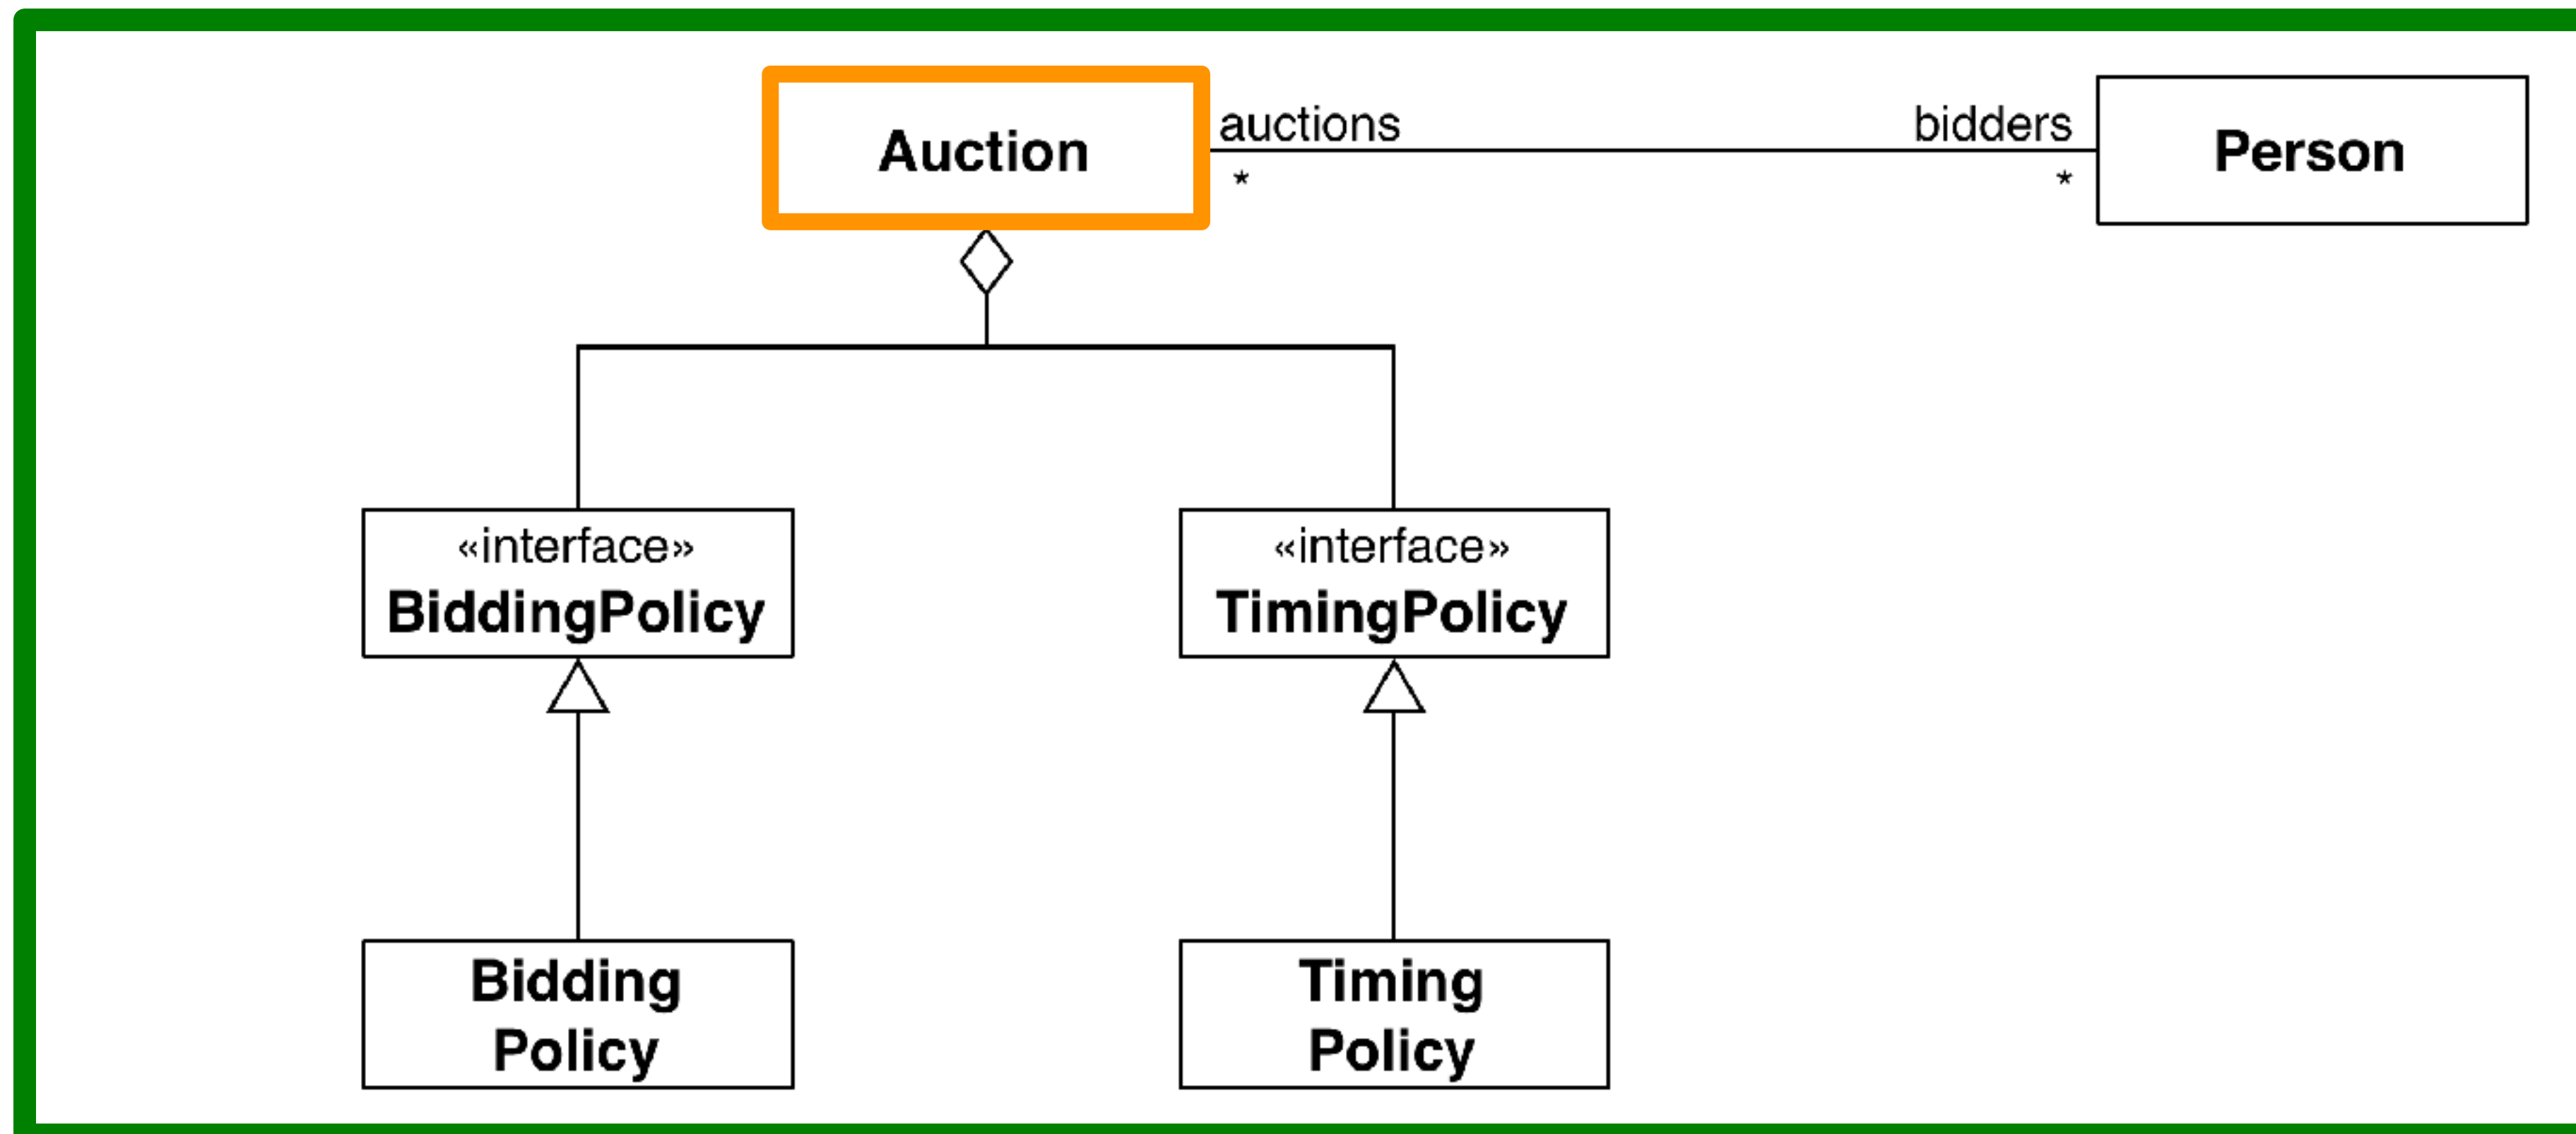 Auction
auctions
*
bidders
*
Person
«interface»
BiddingPolicy
«interface»
TimingPolicy
Bidding
Policy
Timing
Policy